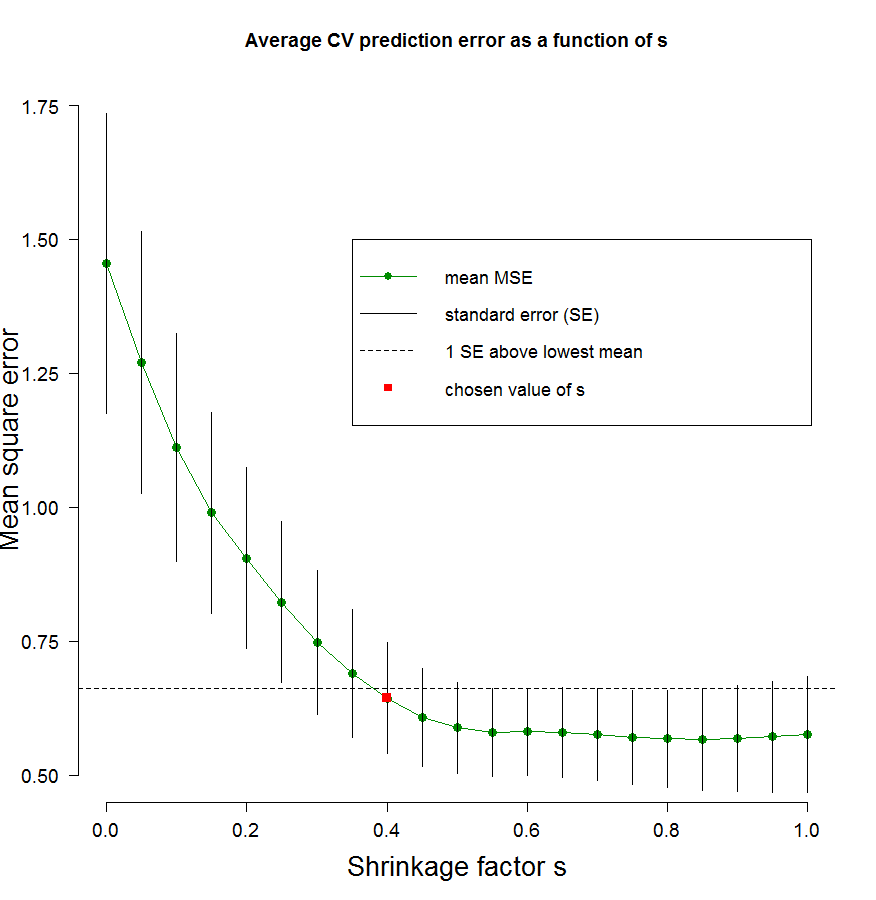 Average CV prediction error as a function of s
1.75
1.50
1.25
1.00
0.75
0.50
Mean square error
mean MSE
standard error (SE)
1 SE above lowest mean
chosen value of s
0.0 0.2 0.4 0.6 0.8 1.0
Shrinkage factor s